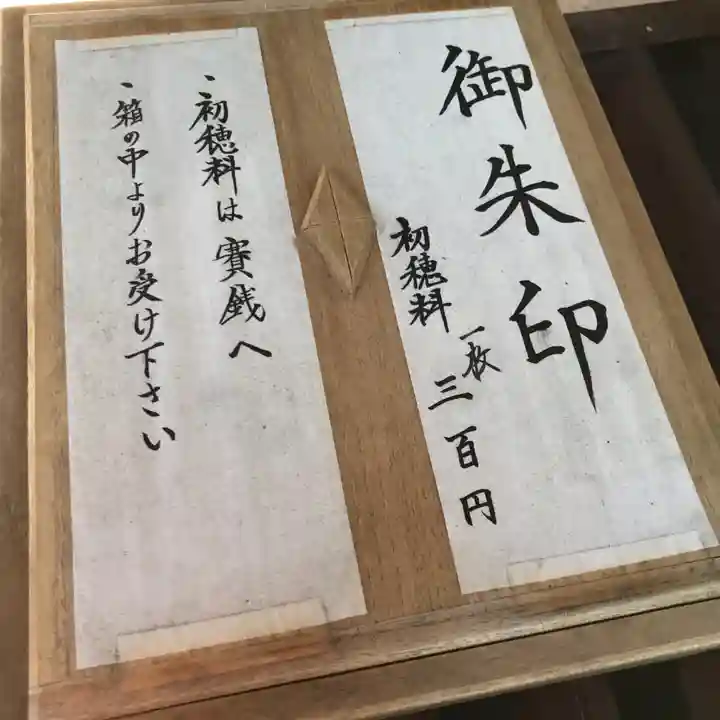 御朱印
初穂料
一枚
三百円
、初穂料は賽銭へ
、箱の中よりお受け下さい